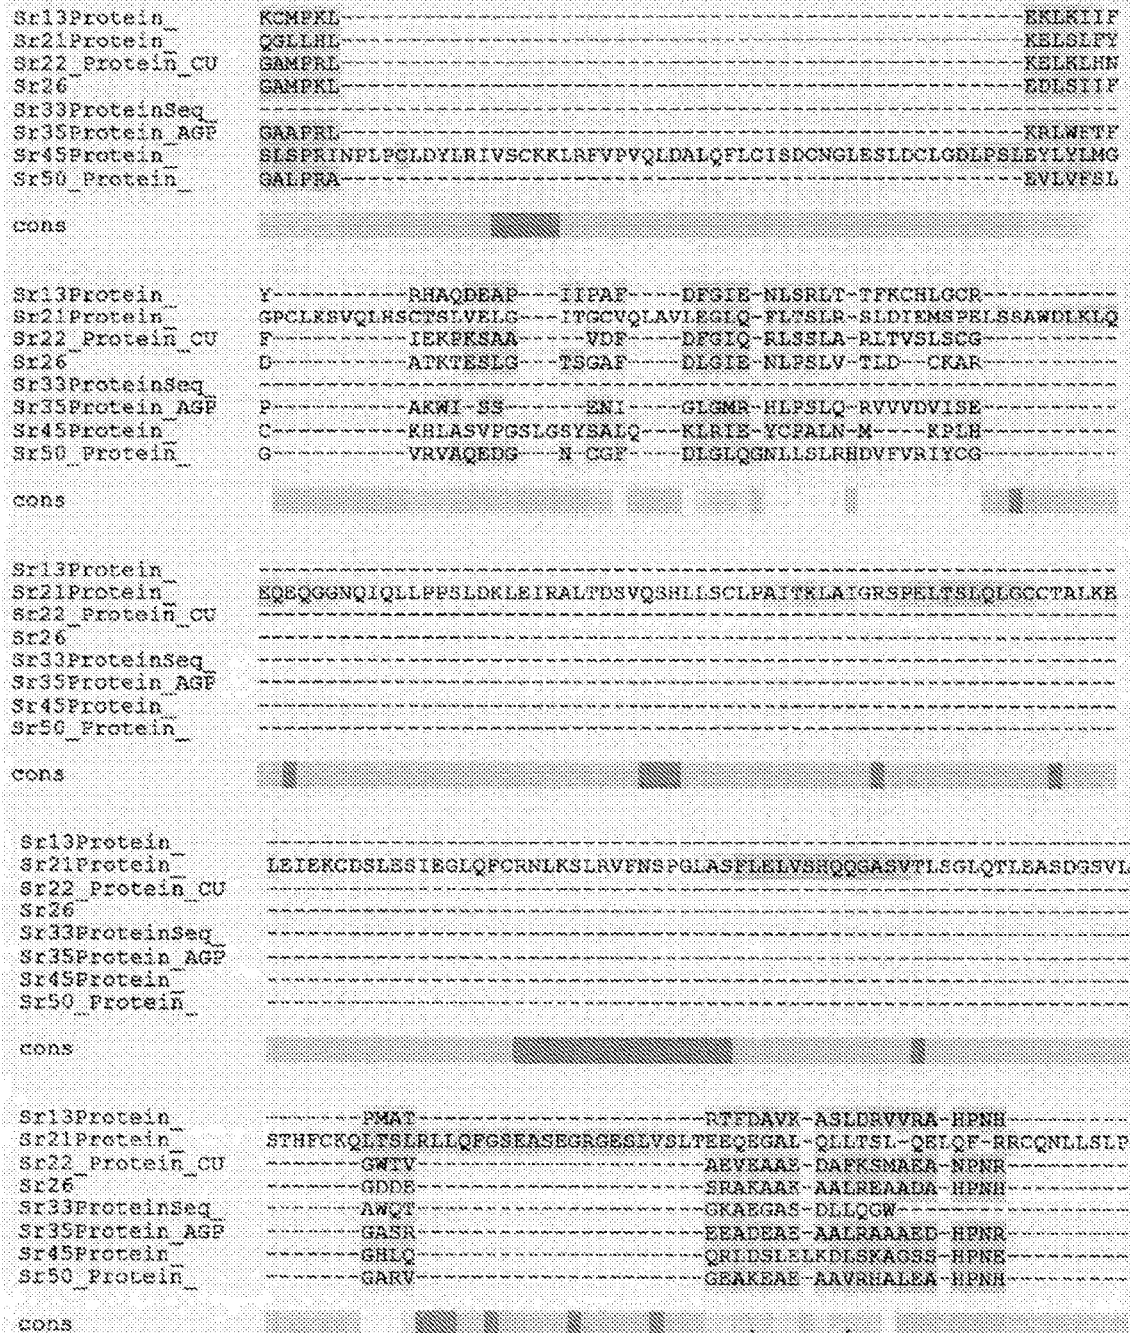 Sr13Protein_ KCMPKL---------------------------------------------------EKLKIIF
Sr21Protein_ QGLLHL---------------------------------------------------KELSLFY
Sr22_Protein_CU GAMPRL---------------------------------------------------KELKLHN
Sr26 GAMPKL---------------------------------------------------EDLSIIF
Sr33ProteinSeq_ ----------------------------------------------------------------
Sr35Protein_AGP GAAPRL---------------------------------------------------KRLWFTF
Sr45Protein_ SLSPRINPLPCLDYLRIVSCKKLRFVPVQLDALQFLCISDCNGLESLDCLGDLPSLEYLYLMG
Sr50_Protein_ GALPRA---------------------------------------------------EVLVFSL
cons
Sr13Protein_ Y----------RHAQDEAP---IIPAF----DFGIE-NLSRLT-TFKCHLGCR----------
Sr21Protein_ GPCLESVQLHSCTSLVELG---ITGCVQLAVLEGLQ-FLTSLR-SLDIEMSPELSSAWDLKLQ
Sr22_Protein_CU F----------IEKPKSAA-----VDF----DFGIQ-RLSSLA-RLTVSLSCG----------
Sr26 D----------ATKTESLG---TSGAF----DLGIE-NLPSLV-TLD--CKAR----------
Sr33ProteinSeq_ ---------------------------------------------------------------
Sr35Protein_AGP P----------AKWI-SS------ENI----GLGMR-HLPSLQ-RVVVDVISE----------
Sr45Protein_ C----------KHLASVPGSLGSYSALQ---KLRIE-YCPALN-M----KPLH----------
Sr50_Protein_ G----------VRVAQEDG---N-CGF----DLGLQGNLLSLRHDVFVRIYCG----------
cons
Sr13Protein_ ---------------------------------------------------------------
Sr21Protein_ EQEQGGNQIQLLPPSLDKLEIRALTDSVQSHLLSCLPAITKLAIGRSPELTSLQLGCCTALKE
Sr22_Protein_CU ---------------------------------------------------------------
Sr26 ---------------------------------------------------------------
Sr33ProteinSeq_ ---------------------------------------------------------------
Sr35Protein_AGP ---------------------------------------------------------------
Sr45Protein_ ---------------------------------------------------------------
Sr50_Protein_ ---------------------------------------------------------------
cons
Sr13Protein_ ---------------------------------------------------------------
Sr21Protein_ LEIEKCDSLESIEGLQFCRNLKSLRVFNSPGLASFLELVSHQQGASVTLSGLQTLEASDGSVL
Sr22_Protein_CU ---------------------------------------------------------------
Sr26 ---------------------------------------------------------------
Sr33ProteinSeq_ ---------------------------------------------------------------
Sr35Protein_AGP ---------------------------------------------------------------
Sr45Protein_ ---------------------------------------------------------------
Sr50_Protein_ ---------------------------------------------------------------
cons
Sr13Protein_ -------PMAT---------------------RTFDAVK-ASLDRVVRA-HPNH---------
Sr21Protein_ STHFCKQLTSLRLLQFGSEASEGRGESLVSLTEEQEGAL-QLLTSL-QELQF-RRCQNLLSLP
Sr22_Protein_CU -------GWTV---------------------AEVEAAE-DAFKSMAEA-NPNR---------
Sr26 -------GDDE---------------------SRAKAAK-AALREAADA-HPNH---------
Sr33ProteinSeq_ -------AWQT---------------------GKAEGAS-DLLQGW-----------------
Sr35Protein_AGP -------GASR---------------------EEADEAE-AALRAAAED-HPNR---------
Sr45Protein_ -------GHLQ---------------------QRLDSLELKDLSKAGSS-HPNE---------
Sr50_Protein_ -------GARV---------------------GEAKEAE-AAVRHALEA-HPNH---------
cons